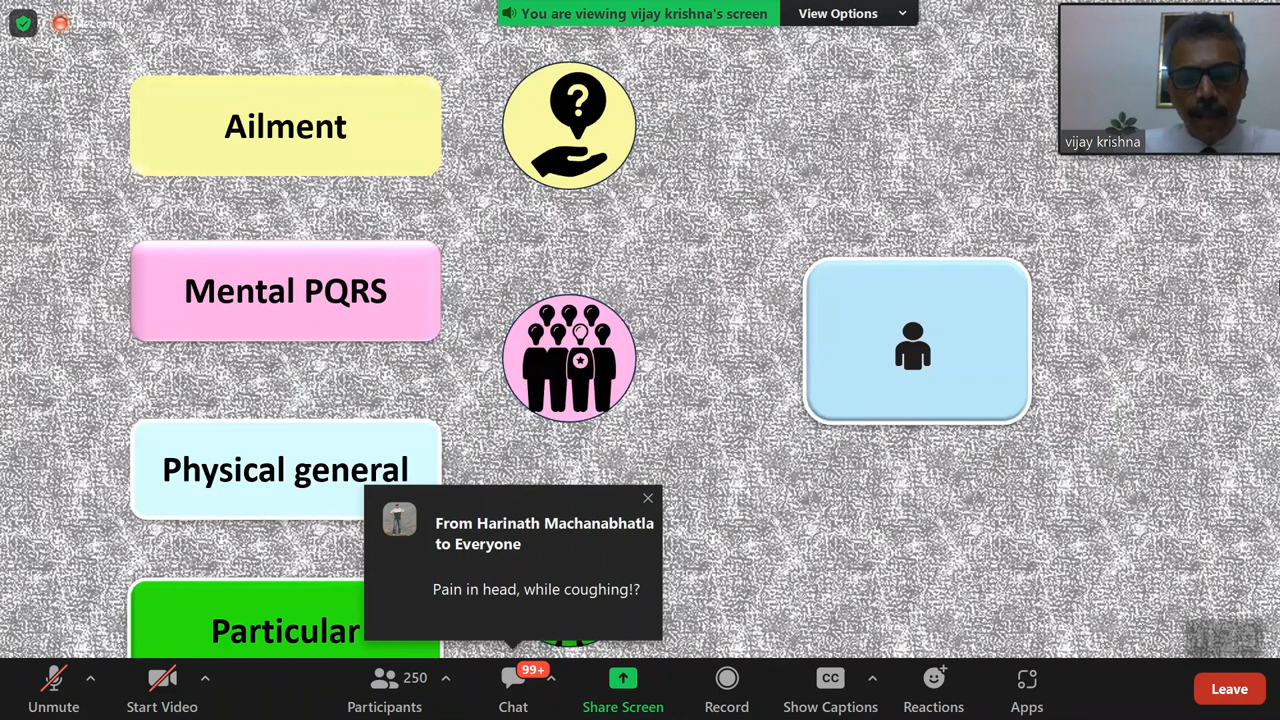 You are viewing vijay krishna's screen
View Options
vijay krishna
Ailment
?
Mental PQRS
Physical general
From Harinath Machanabhatla
to Everyone
Pain in head, while coughing!?
Particular
Unmute
Start Video
250
Participants
99+
Chat
Share Screen
Record
CC
Show Captions
Reactions
Apps
Leave